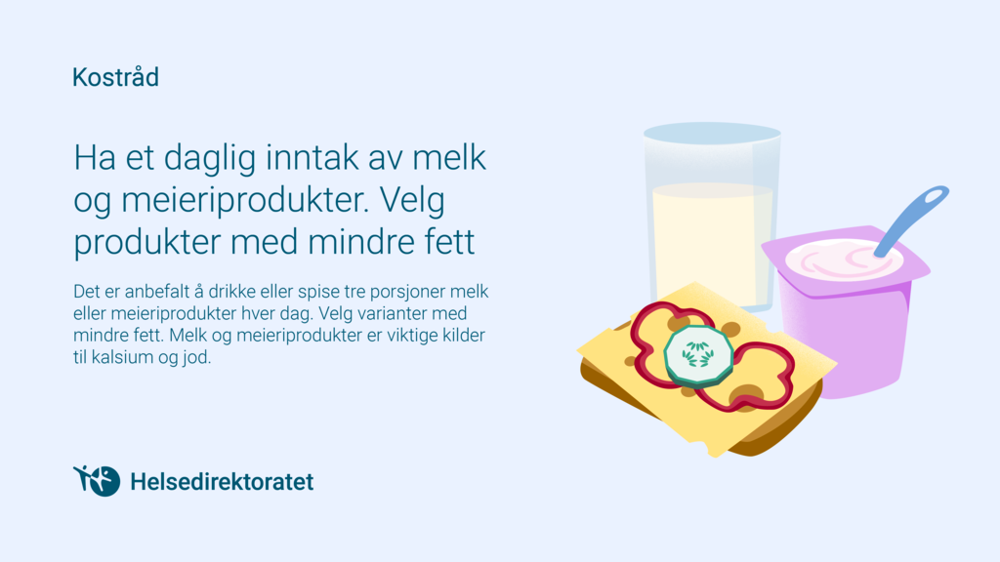 Kostråd
Ha et daglig inntak av melk
og meieriprodukter. Velg
produkter med mindre fett
Det er anbefalt å drikke eller spise tre porsjoner melk
eller meieriprodukter hver dag. Velg varianter med
mindre fett. Melk og meieriprodukter er viktige kilder
til kalsium og jod.
Helsedirektoratet